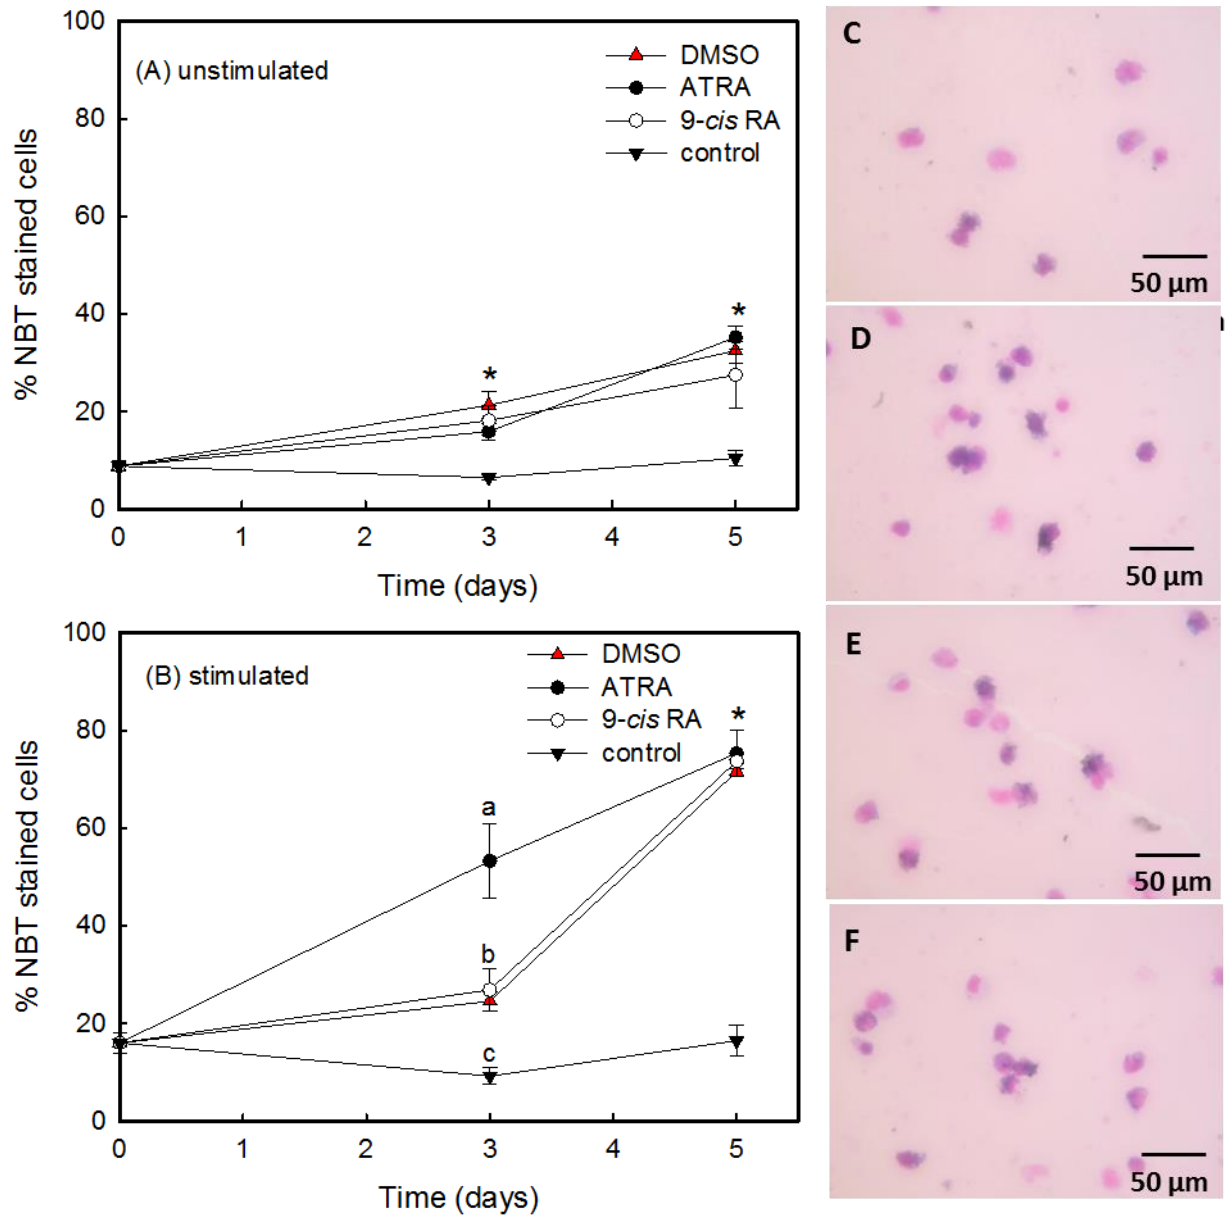 100
80
60
40
20
0
% NBT stained cells
(A) unstimulated
DMSO
ATRA
9-cis RA
control
*
*
0 1 2 3 4 5
Time (days)
100
80
60
40
20
0
% NBT stained cells
(B) stimulated
DMSO
ATRA
9-cis RA
control
a
b
c
*
0 1 2 3 4 5
Time (days)
C
50 µm
D
50 µm
E
50 µm
F
50 µm